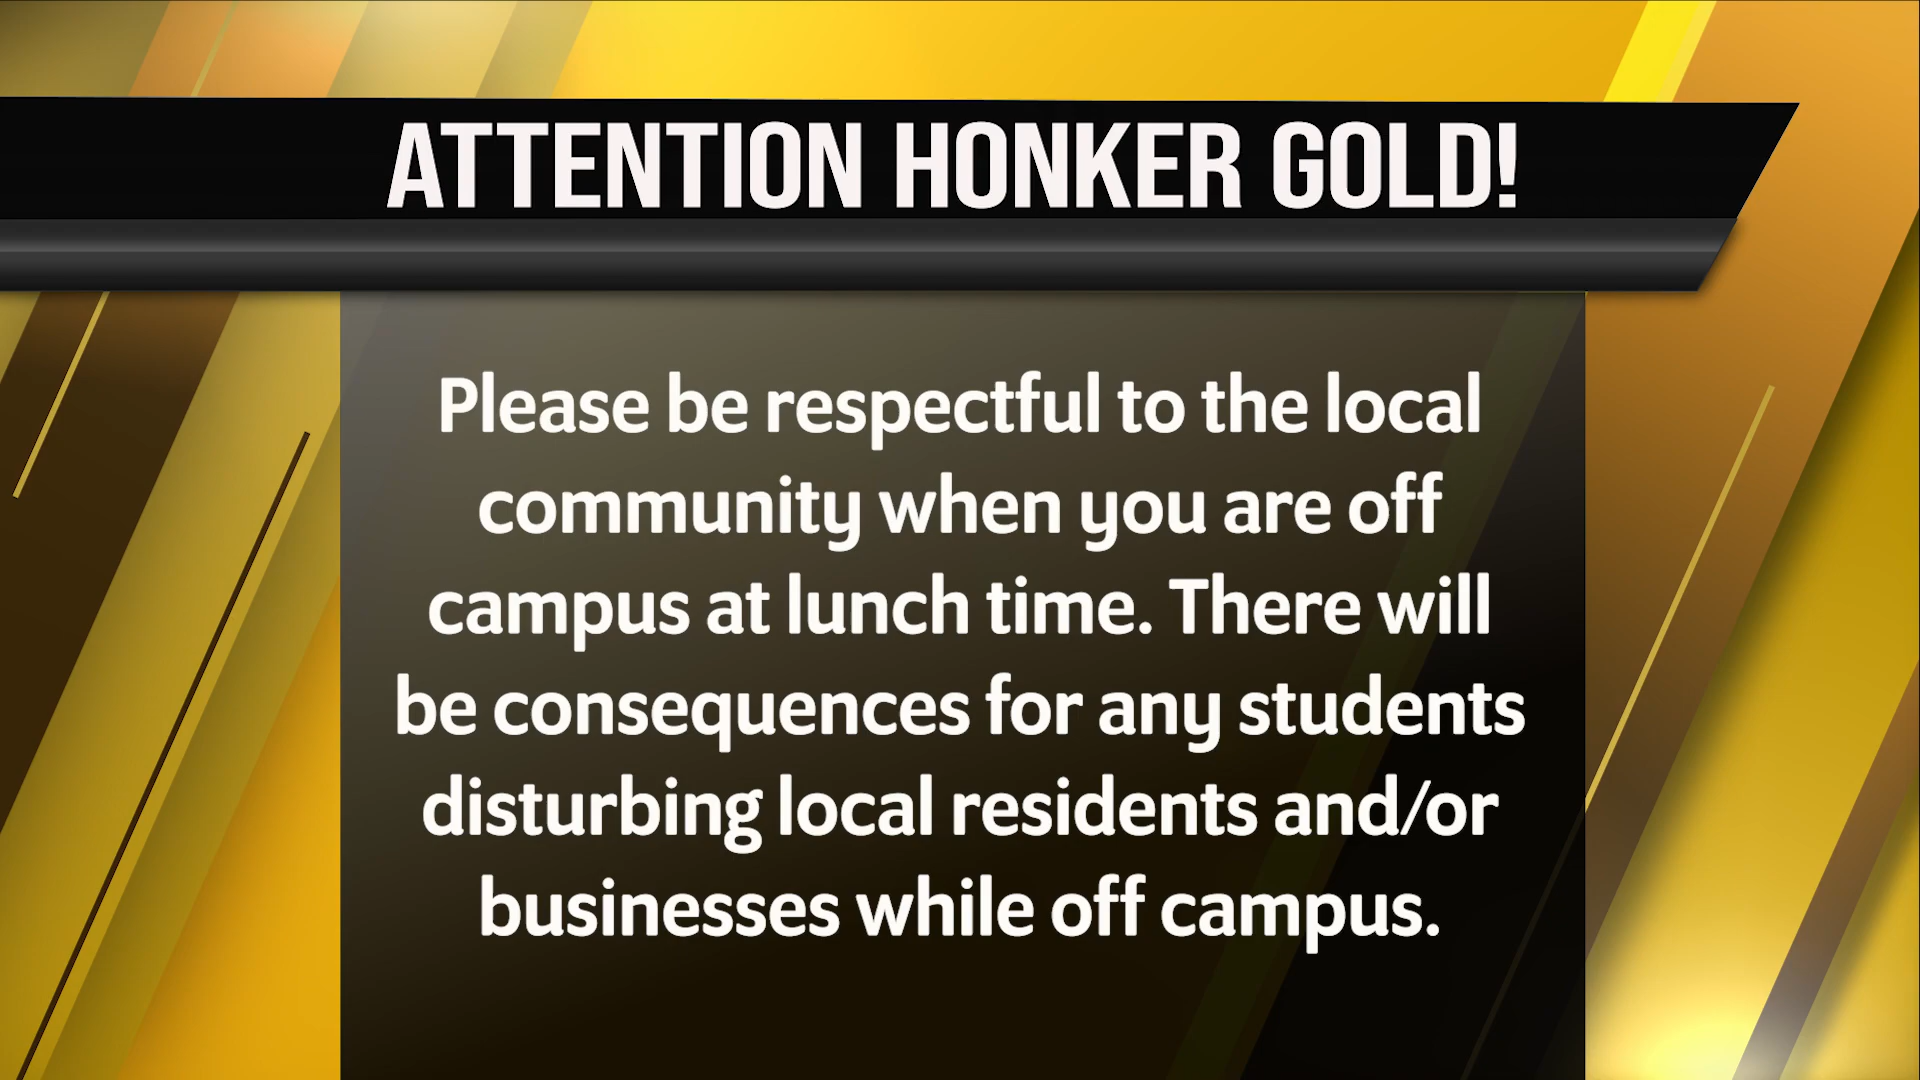 ATTENTION HONKER GOLD!
Please be respectful to the local
community when you are off
campus at lunch time. There will
be consequences for any students
disturbing local residents and/or
businesses while off campus.